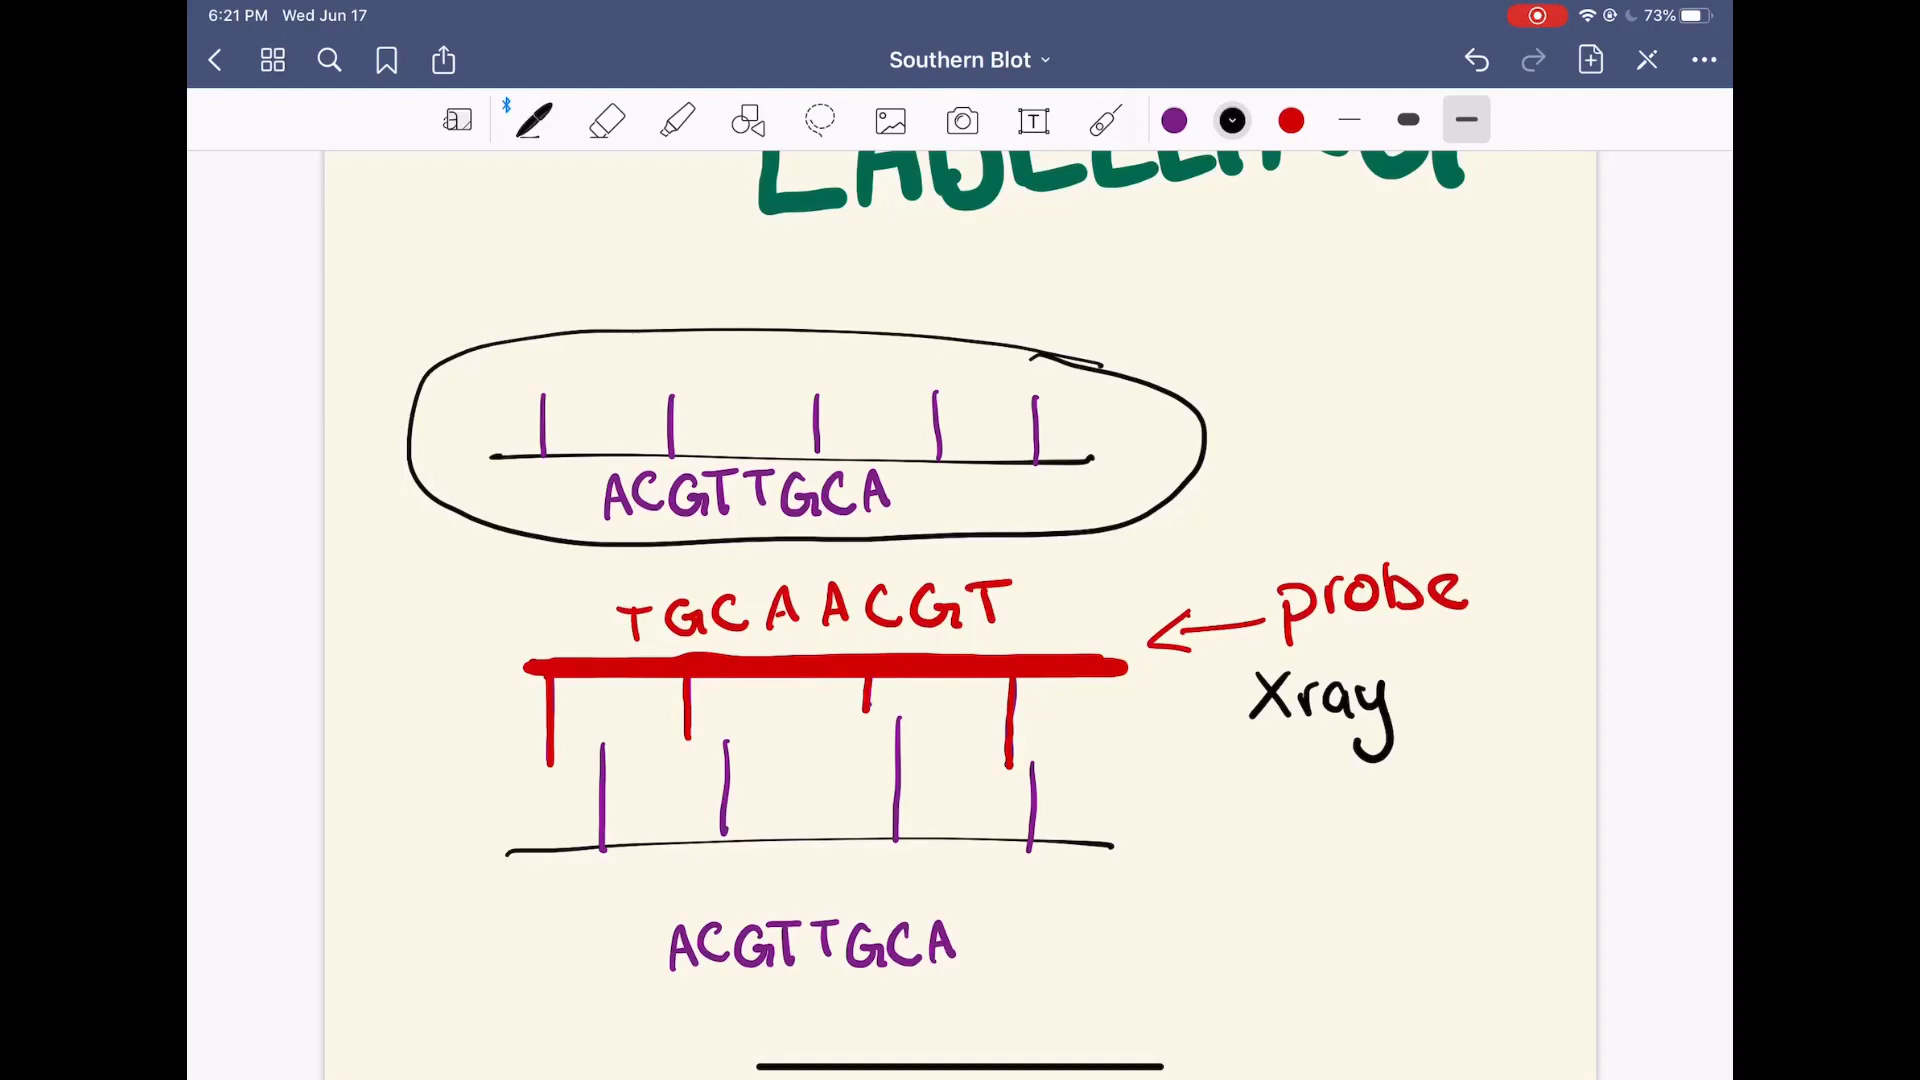 6:21 PM Wed Jun 17
73%
Southern Blot
a
T
ACGTTGCA
TGCAACGT
probe
Xray
ACGTTGCA